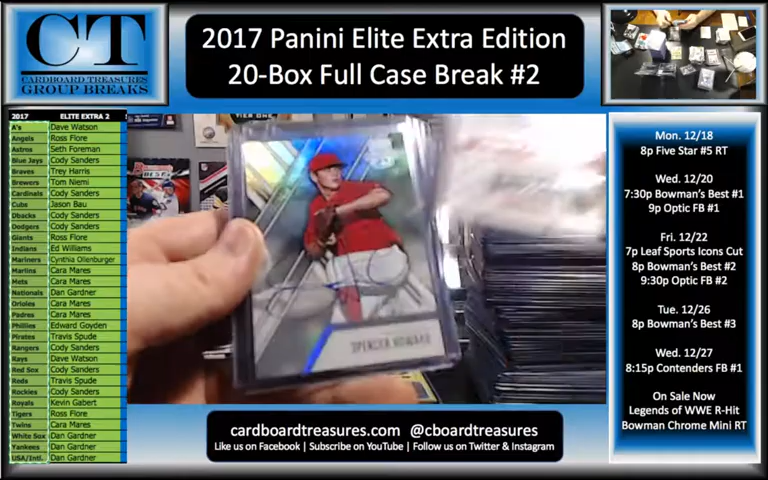 CT
CARDBOARD TREASURES
GROUP BREAKS
2017 Panini Elite Extra Edition
20-Box Full Case Break #2
2017 ELITE EXTRA 2
A's Dave Watson
Angels Ross Flore
Astros Seth Foreman
Blue Jays Cody Sanders
Braves Trey Harris
Brewers Tom Niemi
Cardinals Cody Sanders
Cubs Jason Bau
Dbacks Cody Sanders
Dodgers Cody Sanders
Giants Ross Flore
Indians Ed Williams
Mariners Cynthia Ollenburger
Marlins Cara Mares
Mets Cara Mares
Nationals Dan Gardner
Orioles Cara Mares
Padres Cara Mares
Phillies Edward Goyden
Pirates Travis Spude
Rangers Cody Sanders
Rays Dave Watson
Red Sox Cody Sanders
Reds Travis Spude
Rockies Cody Sanders
Royals Kevin Gabert
Tigers Ross Flore
Twins Cara Mares
White Sox Dan Gardner
Yankees Dan Gardner
USA/Intl. Dan Gardner
TIER ONE
SPENCER HOWARD
Mon. 12/18
8p Five Star #5 RT
Wed. 12/20
7:30p Bowman's Best #1
9p Optic FB #1
Fri. 12/22
7p Leaf Sports Icons Cut
8p Bowman's Best #2
9:30p Optic FB #2
Tue. 12/26
8p Bowman's Best #3
Wed. 12/27
8:15p Contenders FB #1
On Sale Now
Legends of WWE R-Hit
Bowman Chrome Mini RT
cardboardtreasures.com @cboardtreasures
Like us on Facebook | Subscribe on YouTube | Follow us on Twitter & Instagram